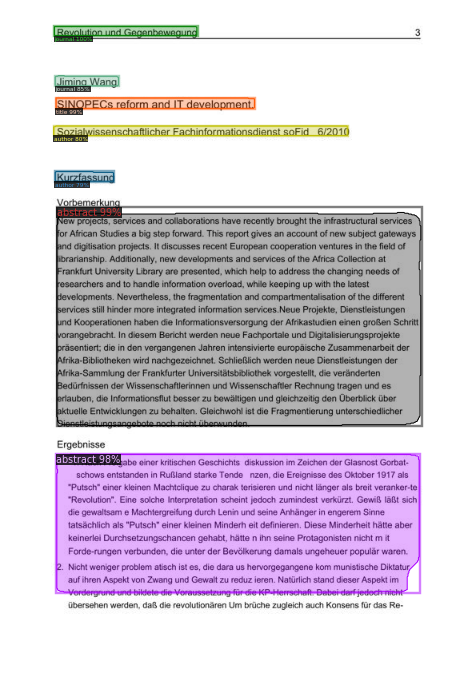 Revolution und Gegenbewegung 3
journal 100%
Jiming Wang
journal 85%
SINOPECs reform and IT development.
title 99%
Sozialwissenschaftlicher Fachinformationsdienst soFid 6/2010
author 80%
Kurzfassung
author 78%
Vorbemerkung
abstract 99%
New projects, services and collaborations have recently brought the infrastructural services
for African Studies a big step forward. This report gives an account of new subject gateways
and digitisation projects. It discusses recent European cooperation ventures in the field of
librarianship. Additionally, new developments and services of the Africa Collection at
Frankfurt University Library are presented, which help to address the changing needs of
researchers and to handle information overload, while keeping up with the latest
developments. Nevertheless, the fragmentation and compartmentalisation of the different
services still hinder more integrated information services.Neue Projekte, Dienstleistungen
und Kooperationen haben die Informationsversorgung der Afrikastudien einen großen Schritt
vorangebracht. In diesem Bericht werden neue Fachportale und Digitalisierungsprojekte
präsentiert; die in den vergangenen Jahren intensivierte europäische Zusammenarbeit der
Afrika-Bibliotheken wird nachgezeichnet. Schließlich werden neue Dienstleistungen der
Afrika-Sammlung der Frankfurter Universitätsbibliothek vorgestellt, die veränderten
Bedürfnissen der Wissenschaftlerinnen und Wissenschaftler Rechnung tragen und es
erlauben, die Informationsflut besser zu bewältigen und gleichzeitig den Überblick über
aktuelle Entwicklungen zu behalten. Gleichwohl ist die Fragmentierung unterschiedlicher
Dienstleistungsangebote noch nicht überwunden.
Ergebnisse
abstract 98%
gabe einer kritischen Geschichts diskussion im Zeichen der Glasnost Gorbat-
schows entstanden in Rußland starke Tende nzen, die Ereignisse des Oktober 1917 als
"Putsch" einer kleinen Machtclique zu charak terisieren und nicht länger als breit veranker-te
"Revolution". Eine solche Interpretation scheint jedoch zumindest verkürzt. Gewiß läßt sich
die gewaltsam e Machtergreifung durch Lenin und seine Anhänger in engerem Sinne
tatsächlich als "Putsch" einer kleinen Minderh eit definieren. Diese Minderheit hätte aber
keinerlei Durchsetzungschancen gehabt, hätte n ihn seine Protagonisten nicht m it
Forde-rungen verbunden, die unter der Bevölkerung damals ungeheuer populär waren.
2. Nicht weniger problem atisch ist es, die dara us hervorgegangene kom munistische Diktatur
auf ihren Aspekt von Zwang und Gewalt zu reduz ieren. Natürlich stand dieser Aspekt im
Vordergrund und bildete die Voraussetzung für die KP-Herrschaft. Dabei darf jedoch nicht
übersehen werden, daß die revolutionären Um brüche zugleich auch Konsens für das Re-